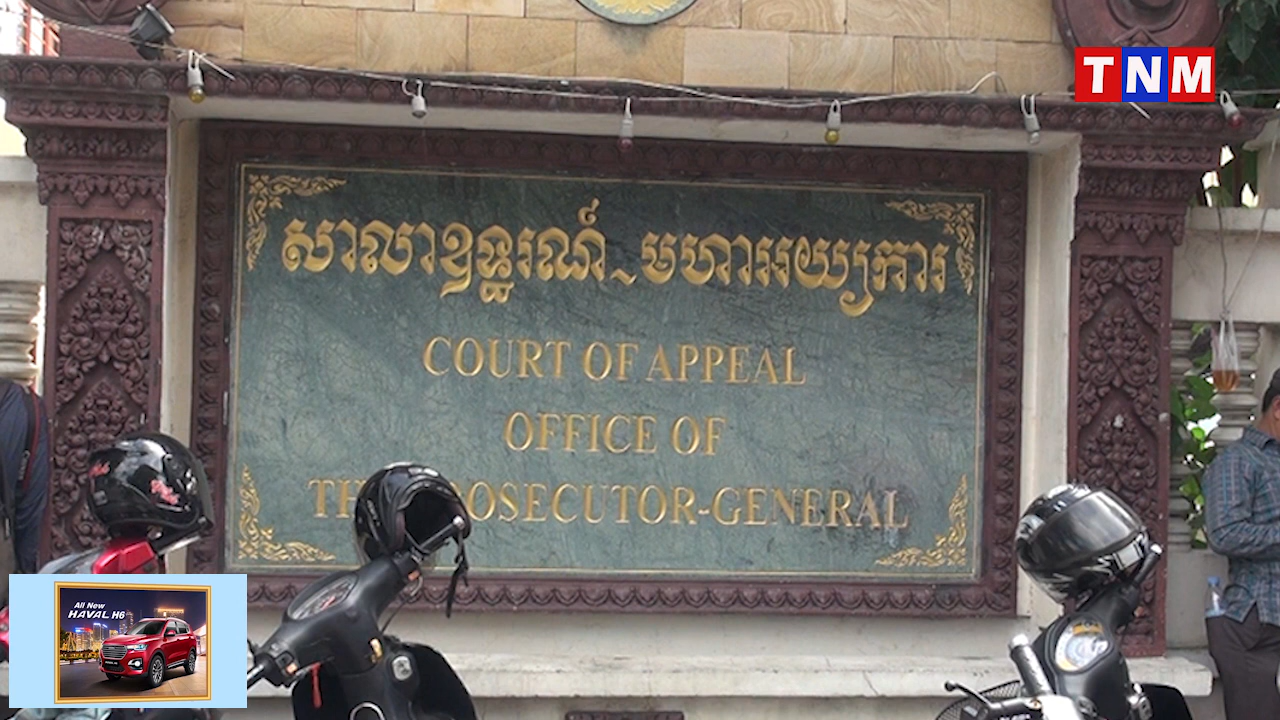 TNM
សាលាឧទ្ធរណ៍~មហាអយ្យការ
COURT OF APPEAL
OFFICE OF
THE PROSECUTOR-GENERAL
All New
HAVAL H6